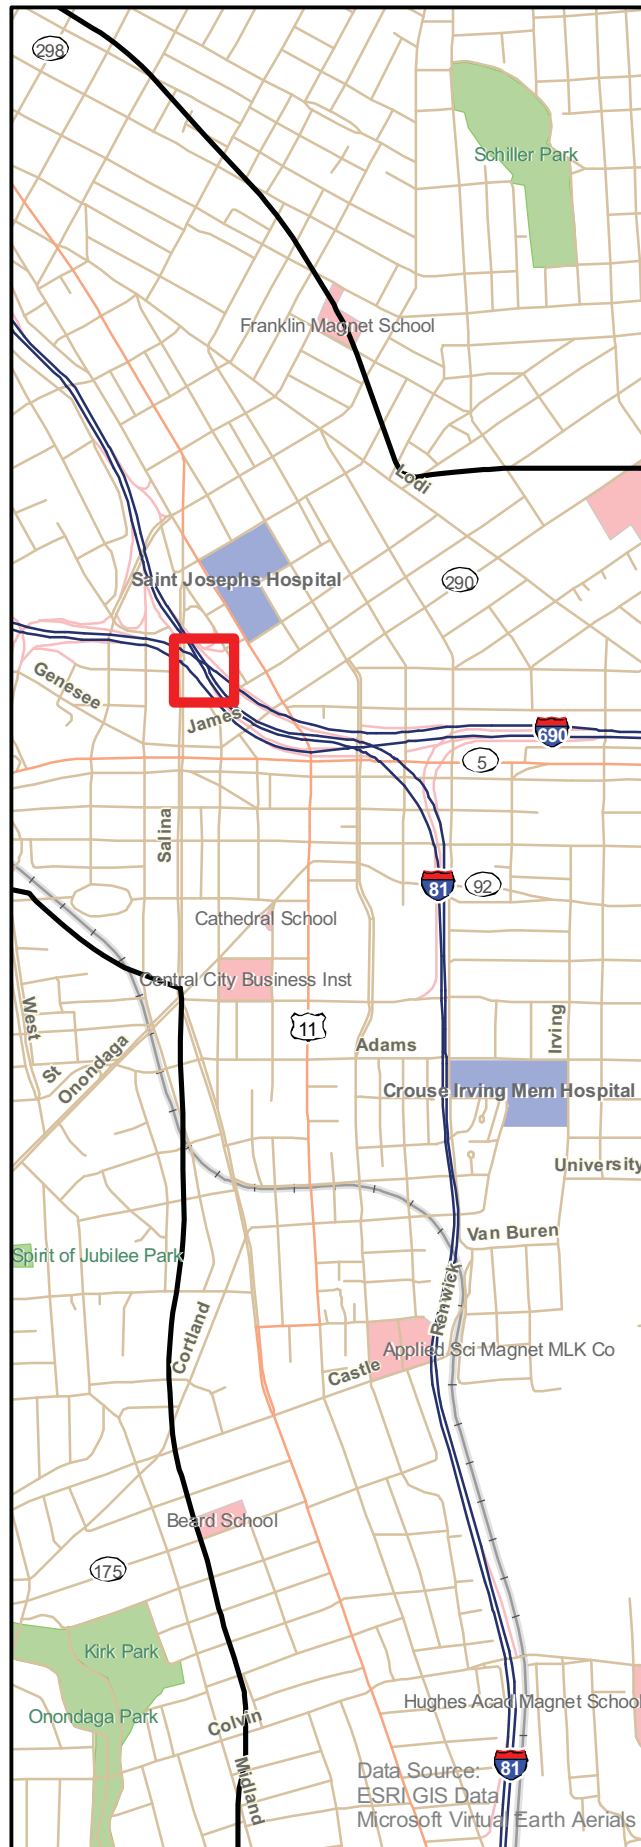 298
Schiller Park
Franklin Magnet School
Lodi
Saint Josephs Hospital
290
Genesee
James
690
5
Salina
81
92
Cathedral School
Central City Business Inst
West
St
Onondaga
11
Adams
Irving
Crouse Irving Mem Hospital
University
Van Buren
Spirit of Jubilee Park
Renwick
Cortland
Applied Sci Magnet MLK Co
Castle
Beard School
175
Kirk Park
Hughes Acad Magnet School
Onondaga Park
Colvin
Midland
81
Data Source:
ESRI GIS Data
Microsoft Virtual Earth Aerials